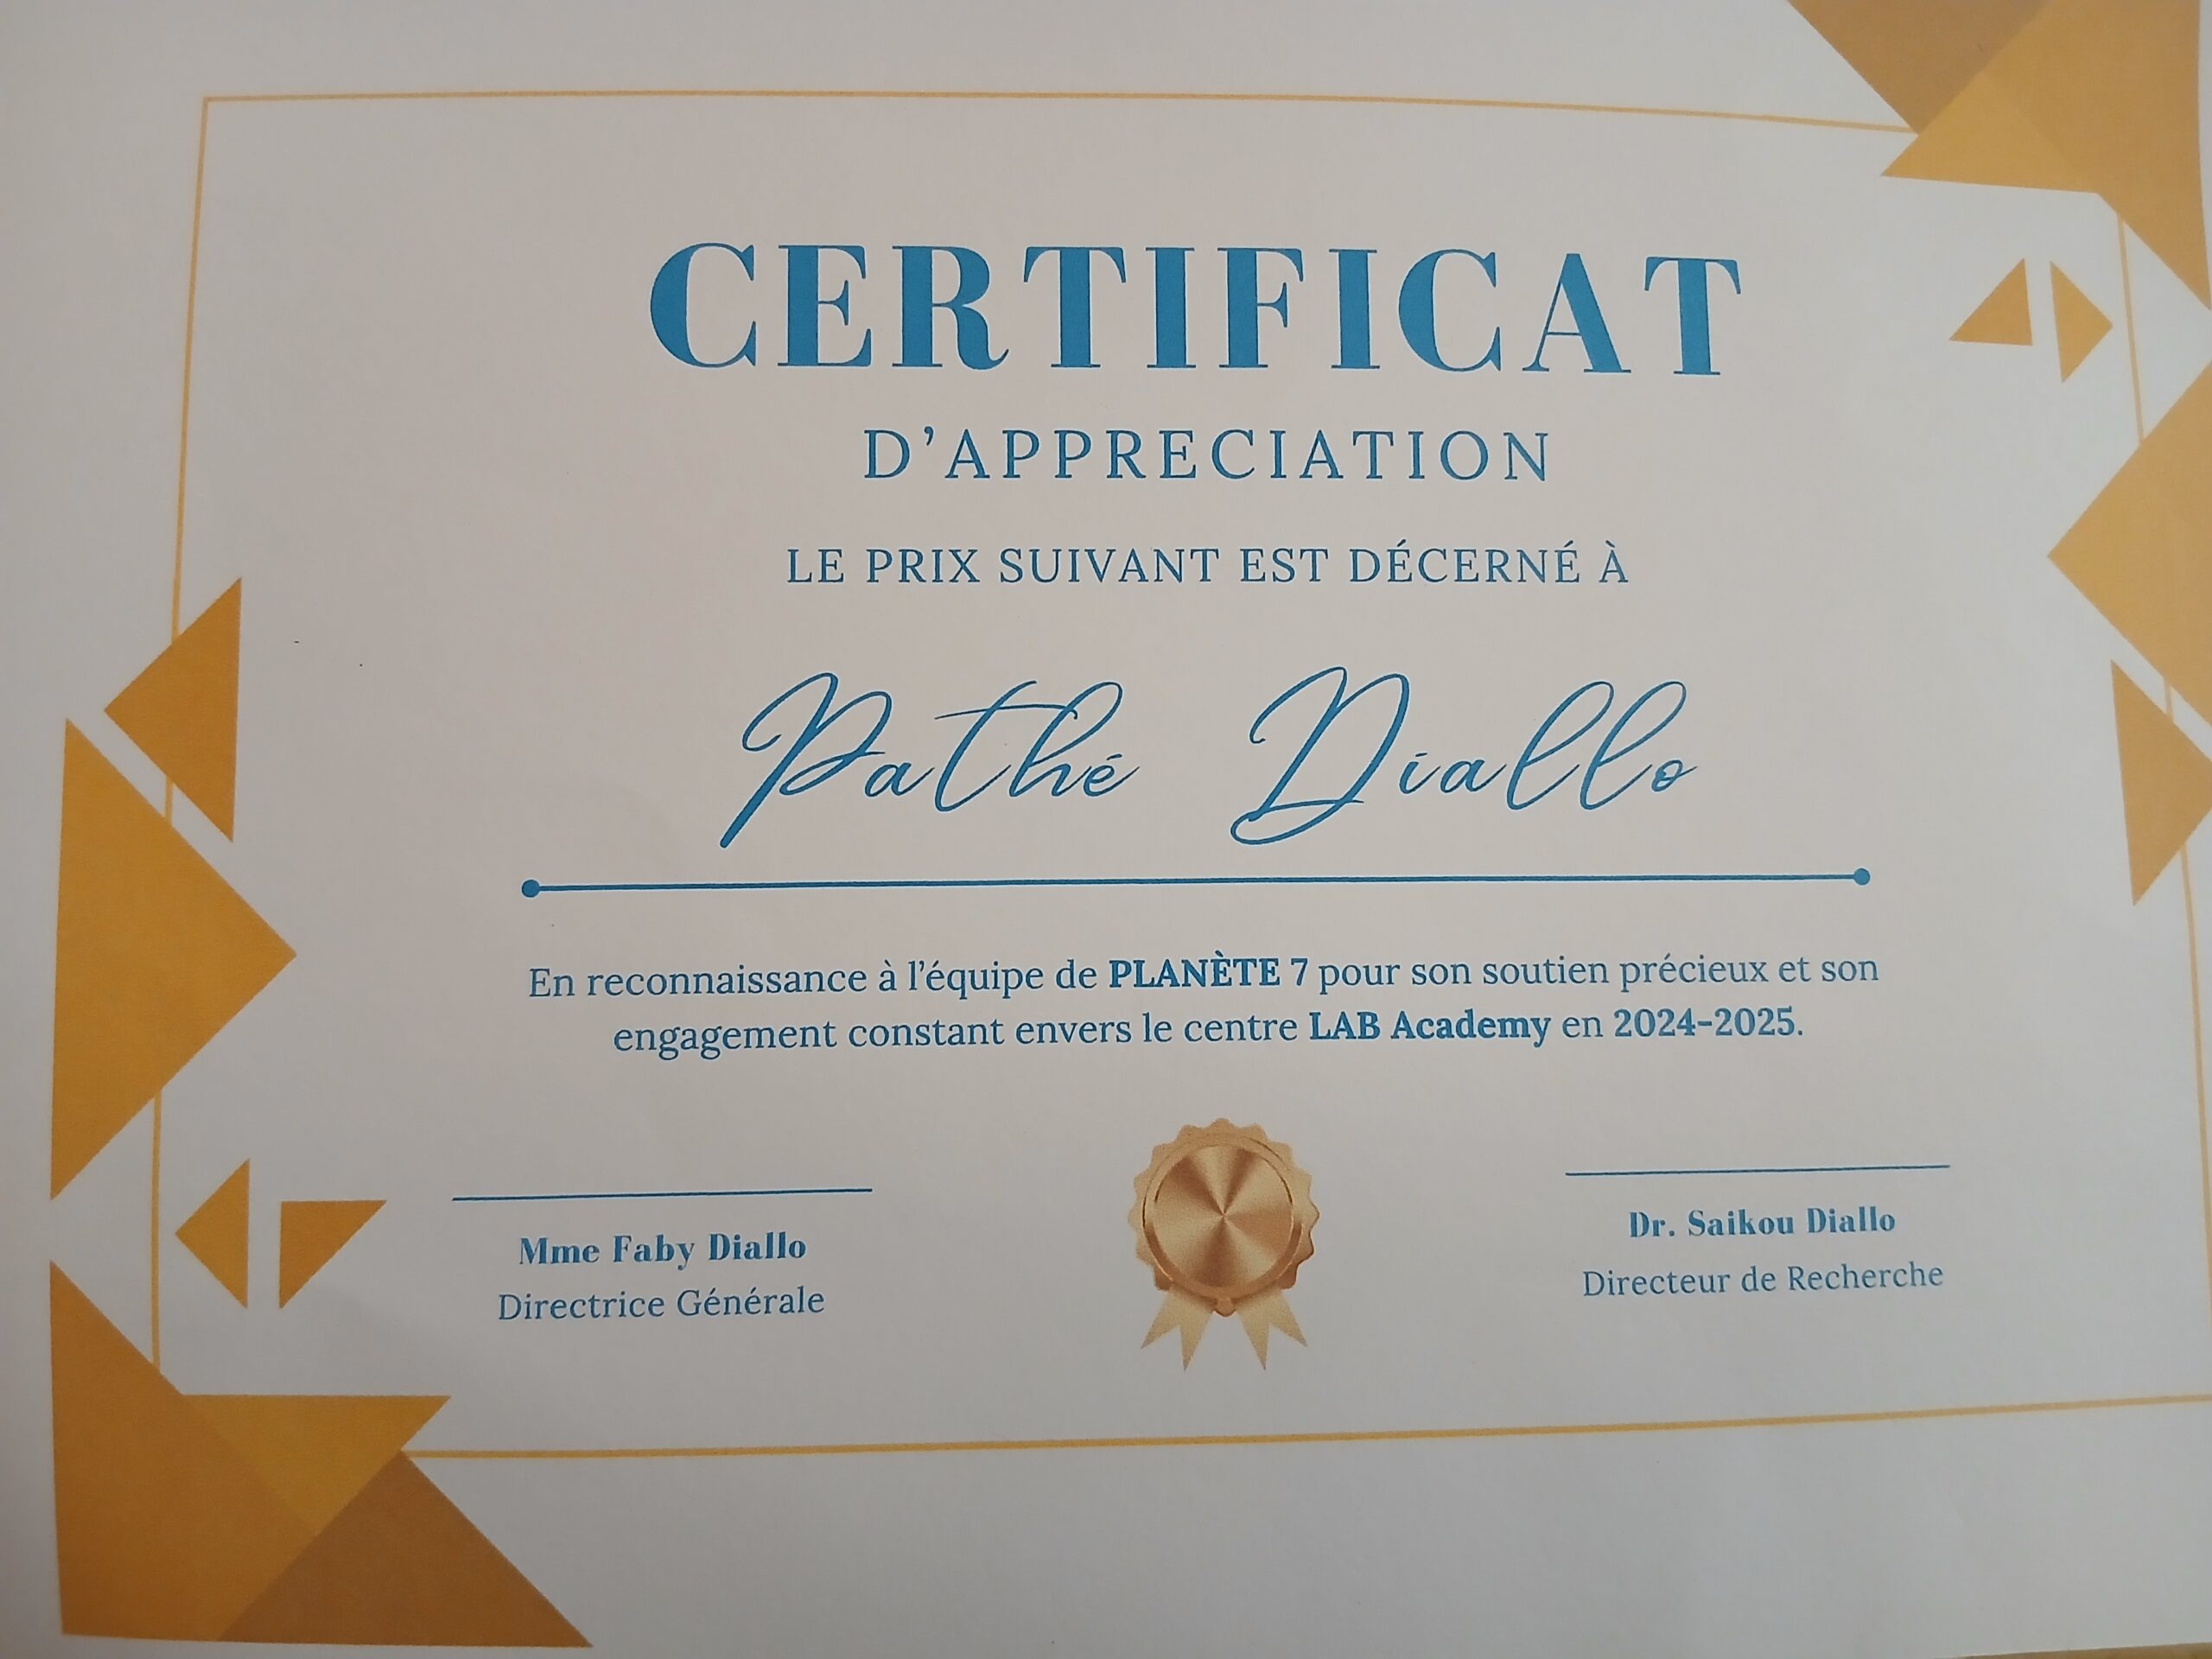 CERTIFICAT
D'APPRECIATION
LE PRIX SUIVANT EST DÉCERNÉ À
Pathé Diallo
En reconnaissance à l'équipe de PLANÈTE 7 pour son soutien précieux et son
engagement constant envers le centre LAB Academy en 2024-2025.
Mme Faby Diallo
Directrice Générale
Dr. Saikou Diallo
Directeur de Recherche